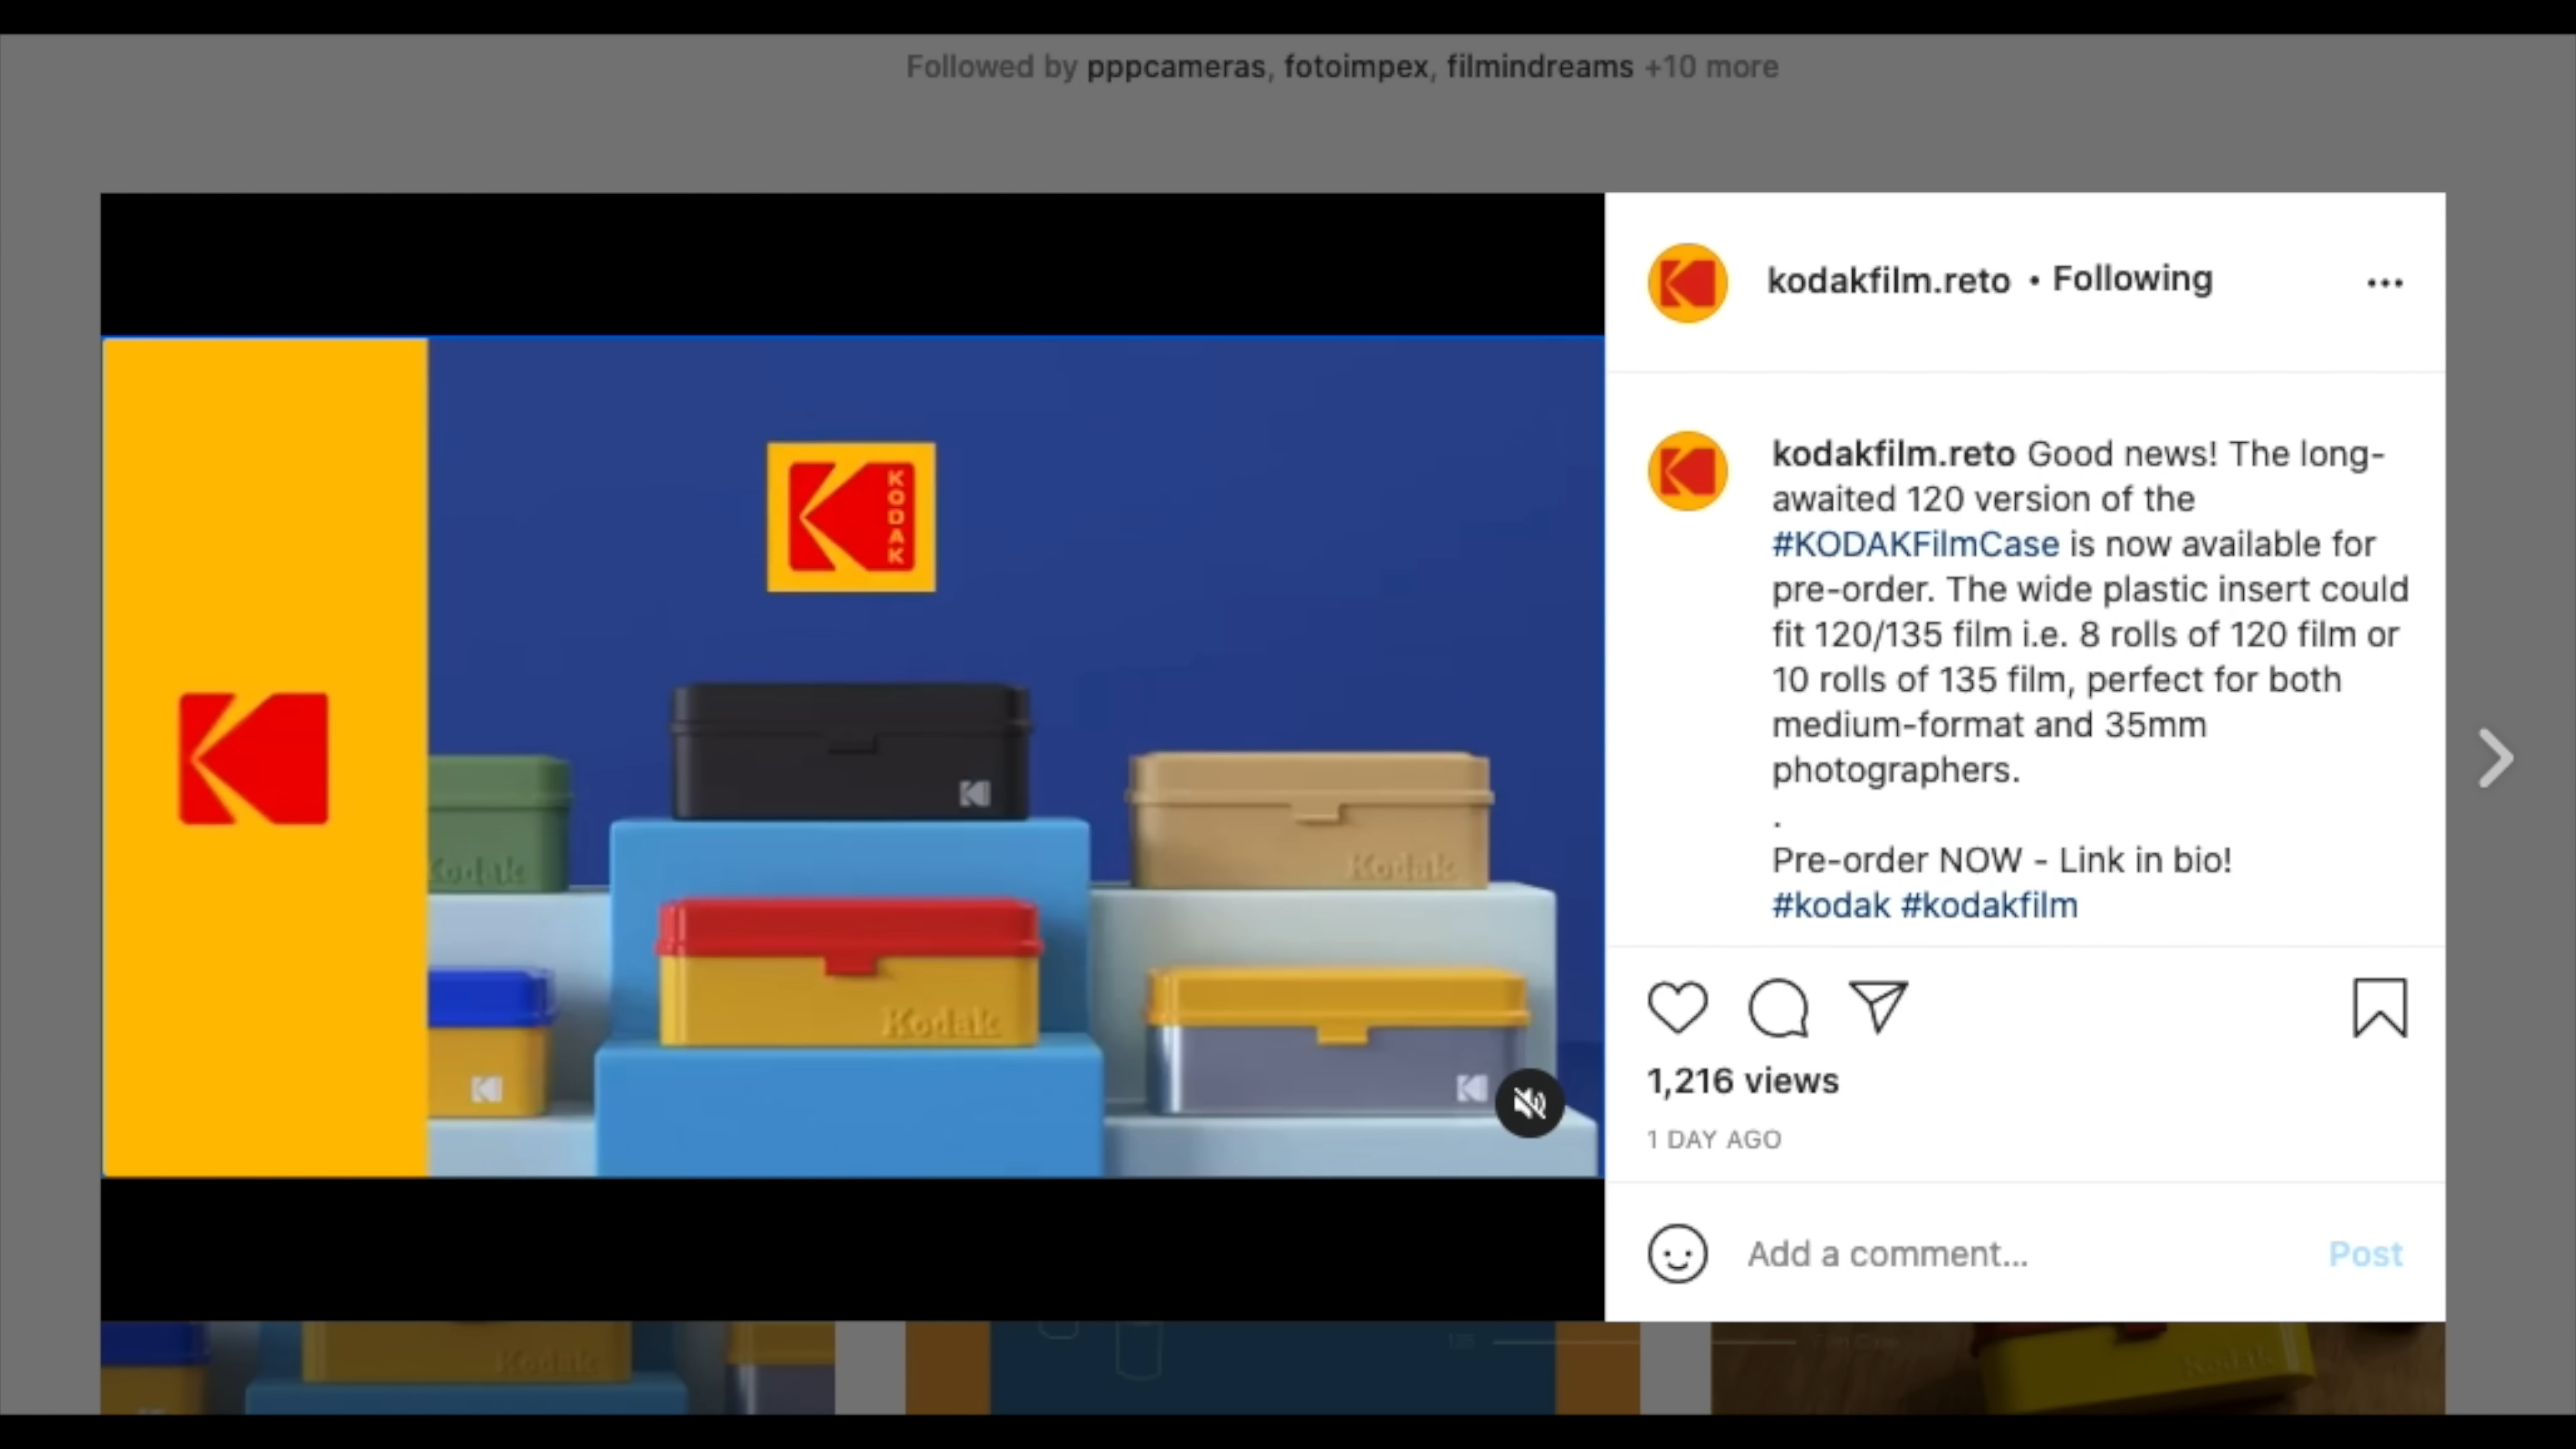 Followed by pppcameras, fotoimpex, filmindreams +10 more
KODAK
Kodak
Kodak
Kodak
kodakfilm.reto • Following
kodakfilm.reto Good news! The long-
awaited 120 version of the
#KODAKFilmCase is now available for
pre-order. The wide plastic insert could
fit 120/135 film i.e. 8 rolls of 120 film or
10 rolls of 135 film, perfect for both
medium-format and 35mm
photographers.
.
Pre-order NOW - Link in bio!
#kodak #kodakfilm
1,216 views
1 DAY AGO
Add a comment...
Post
Kodak
Kodak